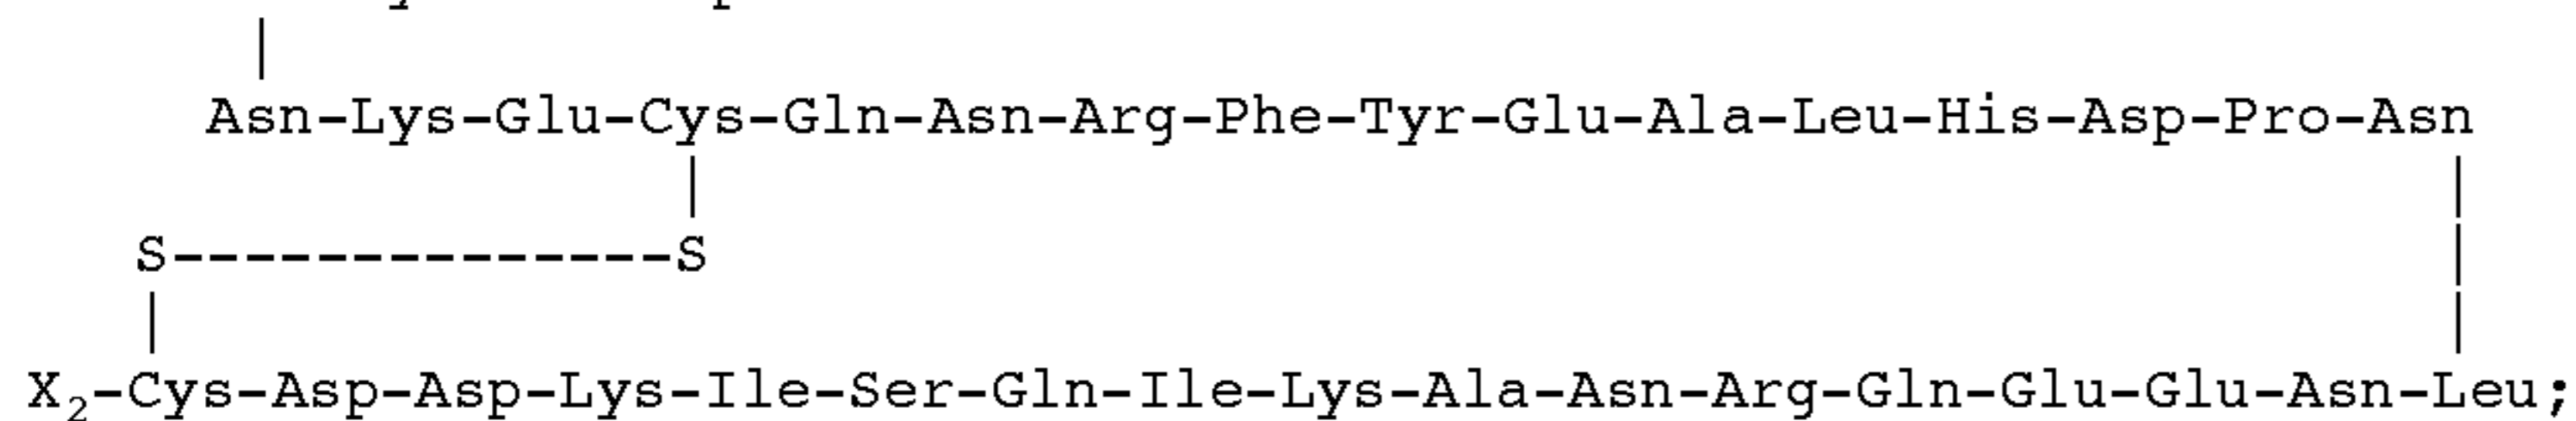 Asn-Lys-Glu-Cys-Gln-Asn-Arg-Phe-Tyr-Glu-Ala-Leu-His-Asp-Pro-Asn
S--------------S
X₂-Cys-Asp-Asp-Lys-Ile-Ser-Gln-Ile-Lys-Ala-Asn-Arg-Gln-Glu-Glu-Asn-Leu;